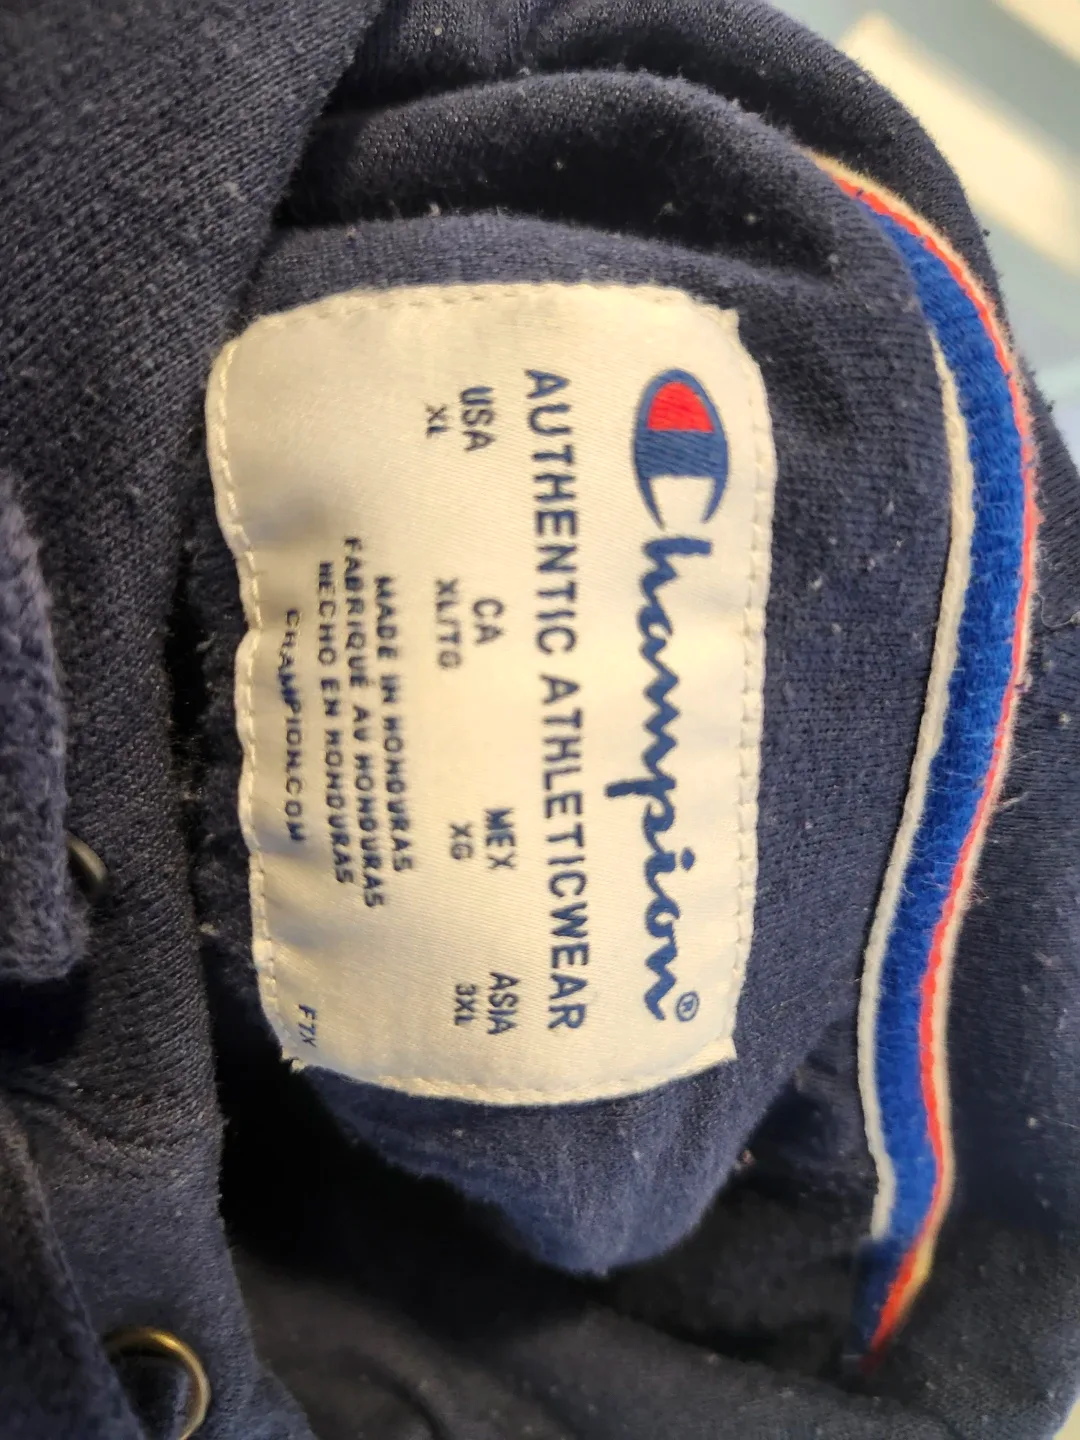 Champion®
AUTHENTIC ATHLETICWEAR
USA CA MEX ASIA
XL XL/TG XG 3XL
MADE IN HONDURAS
FABRIQUÉ AU HONDURAS
HECHO EN HONDURAS
CHAMPION.COM
F7X